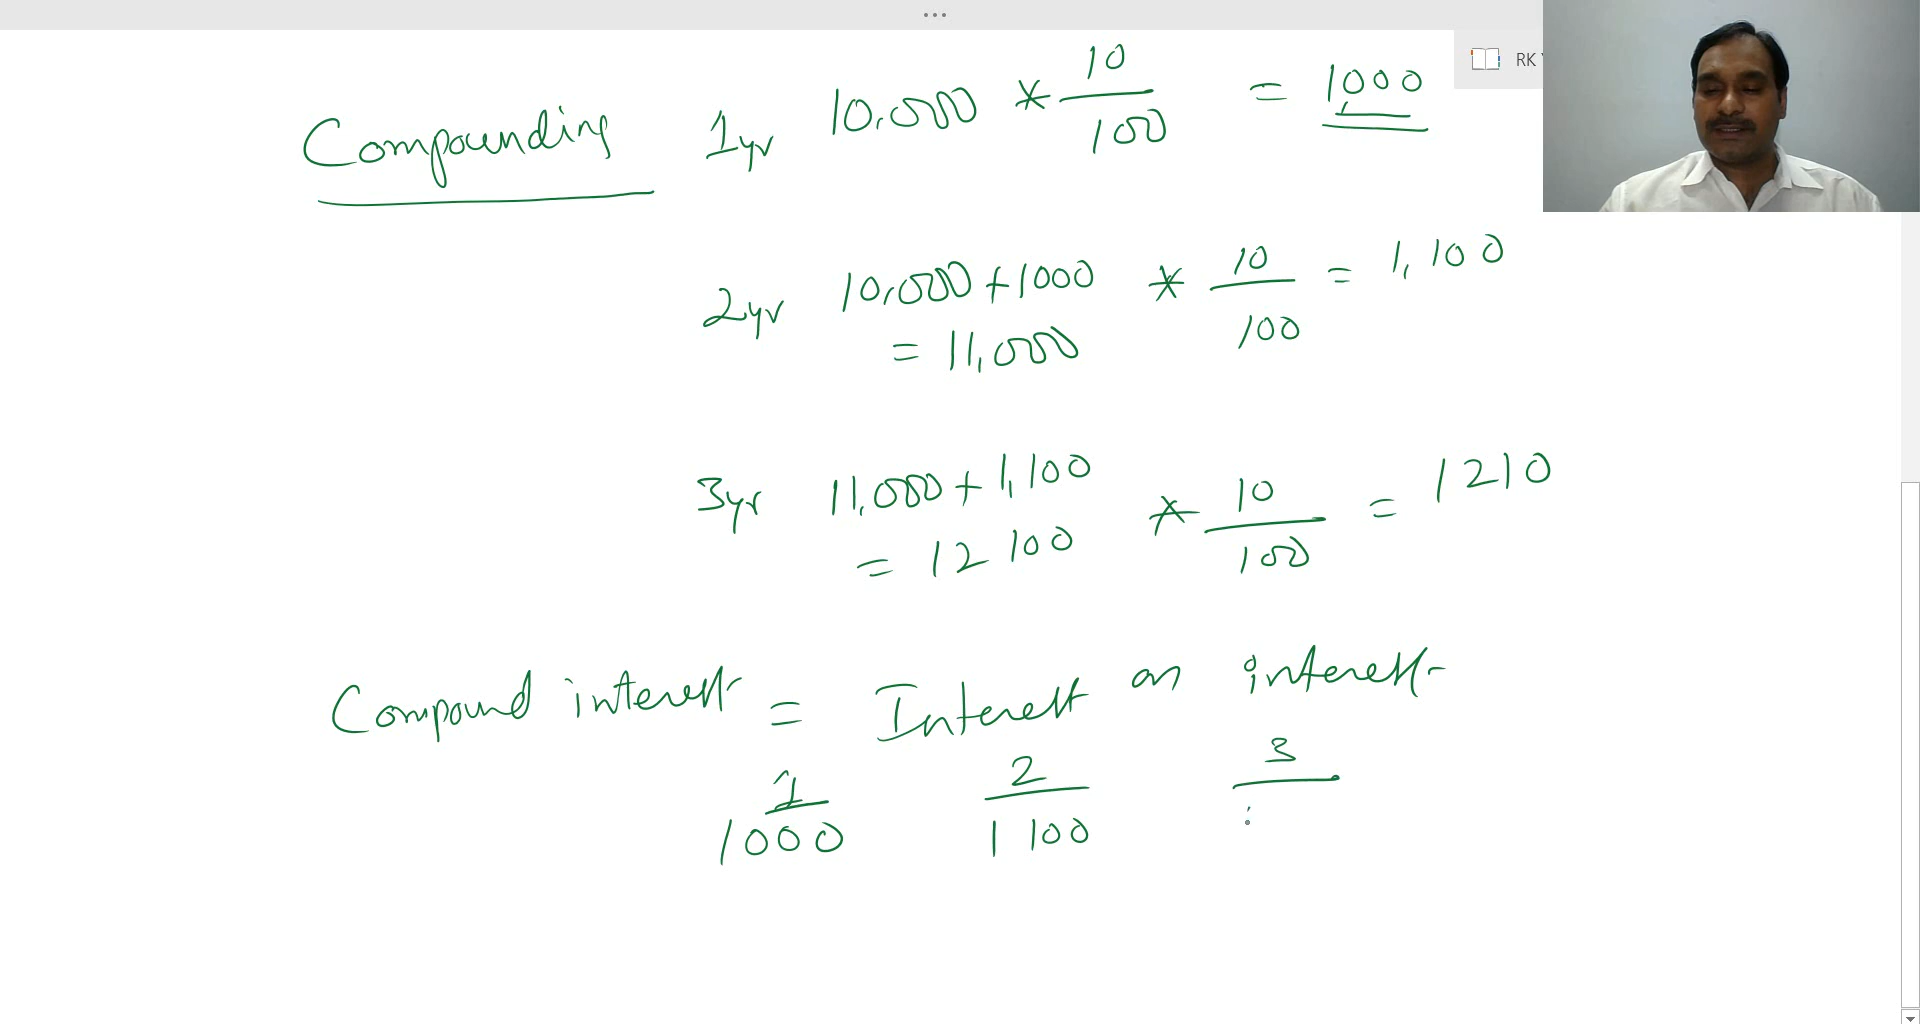 ...
RK
Compounding 1yr 10,000 * 10/100 = 1000
2yr 10,000+1000 * 10/100 = 1,100
= 11,000
3yr 11,000+1,100 * 10/100 = 1210
= 12100
Compound interest = Interest on interest
1 2 3
1000 1100